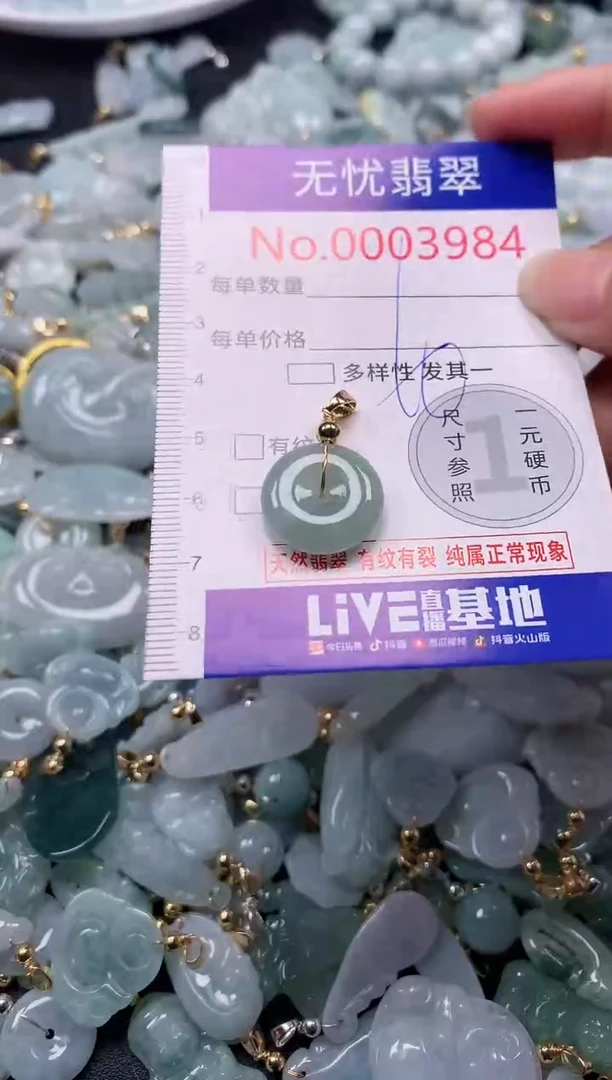 无忧翡翠
No.0003984
1
2
每单数量
3
每单价格
4
多样性发其一
5
有纹
尺寸参照
1
一元硬币
6
7
天然翡翠 有纹有裂 纯属正常现象
8
LiVE直播基地
今日头条 抖音 西瓜视频 抖音火山版